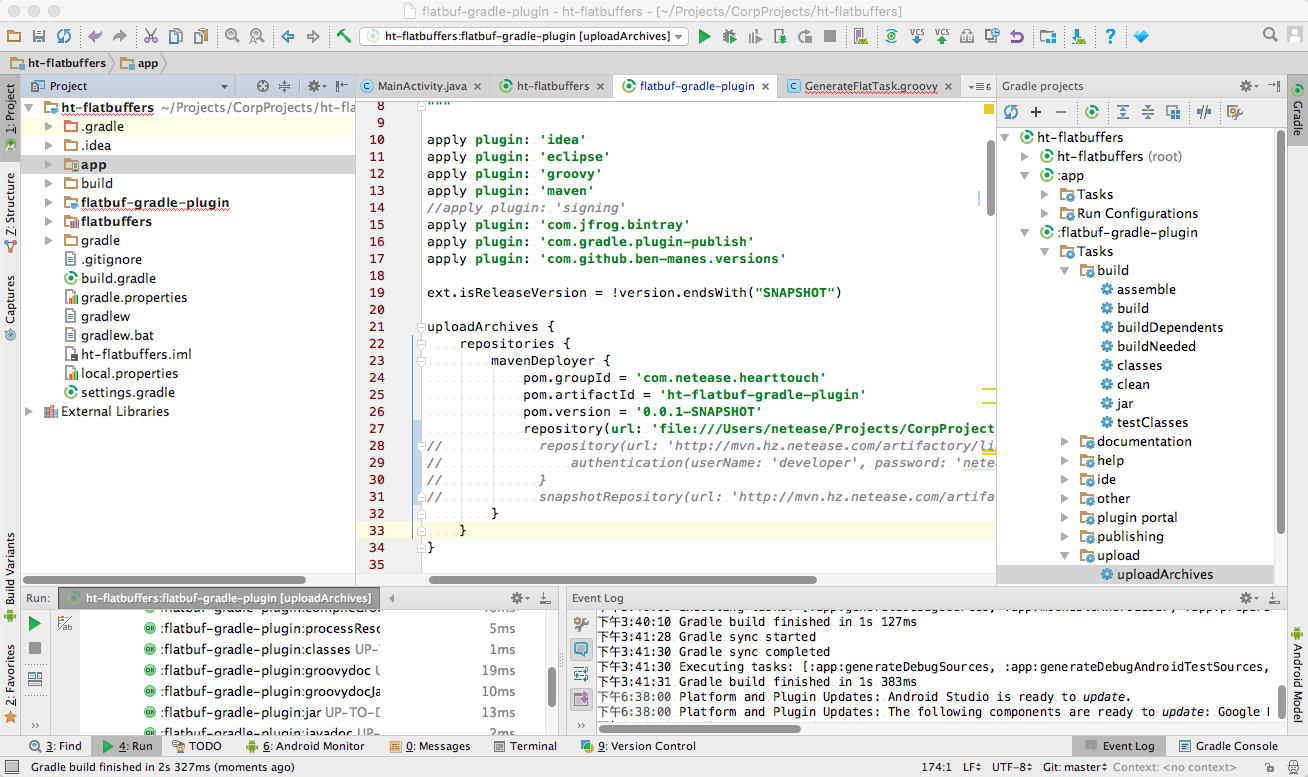 flatbuf-gradle-plugin - ht-flatbuffers - [~/Projects/CorpProjects/ht-flatbuffers]
ht-flatbuffers:flatbuf-gradle-plugin [uploadArchives]
VCS VCS
ht-flatbuffers app
Project
MainActivity.java ht-flatbuffers flatbuf-gradle-plugin GenerateFlatTask.groovy 6
Gradle projects
1: Project
Z: Structure
Captures
Build Variants
2: Favorites
ht-flatbuffers ~/Projects/CorpProjects/ht-fla
.gradle
.idea
app
build
flatbuf-gradle-plugin
flatbuffers
gradle
.gitignore
build.gradle
gradle.properties
gradlew
gradlew.bat
ht-flatbuffers.iml
local.properties
settings.gradle
External Libraries
8 """
9
10 apply plugin: 'idea'
11 apply plugin: 'eclipse'
12 apply plugin: 'groovy'
13 apply plugin: 'maven'
14 //apply plugin: 'signing'
15 apply plugin: 'com.jfrog.bintray'
16 apply plugin: 'com.gradle.plugin-publish'
17 apply plugin: 'com.github.ben-manes.versions'
18
19 ext.isReleaseVersion = !version.endsWith("SNAPSHOT")
20
21 uploadArchives {
22 repositories {
23 mavenDeployer {
24 pom.groupId = 'com.netease.hearttouch'
25 pom.artifactId = 'ht-flatbuf-gradle-plugin'
26 pom.version = '0.0.1-SNAPSHOT'
27 repository(url: 'file:///Users/netease/Projects/CorpProject
28 // repository(url: 'http://mvn.hz.netease.com/artifactory/li
29 // authentication(userName: 'developer', password: 'netea
30 // }
31 // snapshotRepository(url: 'http://mvn.hz.netease.com/artifa
32 }
33 }
34 }
35
ht-flatbuffers
ht-flatbuffers (root)
:app
Tasks
Run Configurations
:flatbuf-gradle-plugin
Tasks
build
assemble
build
buildDependents
buildNeeded
classes
clean
jar
testClasses
documentation
help
ide
other
plugin portal
publishing
upload
uploadArchives
Gradle
Android Model
Run: ht-flatbuffers:flatbuf-gradle-plugin [uploadArchives]
:flatbuf-gradle-plugin:processReso 5ms
:flatbuf-gradle-plugin:classes UP-T 1ms
:flatbuf-gradle-plugin:groovydoc 19ms
:flatbuf-gradle-plugin:groovydocJa 10ms
:flatbuf-gradle-plugin:jar UP-TO-D 13ms
:flatbuf-gradle-plugin:javadoc UP- 2ms
Event Log
下午3:40:10 Gradle build finished in 1s 127ms
下午3:41:28 Gradle sync started
下午3:41:30 Gradle sync completed
下午3:41:30 Executing tasks: [:app:generateDebugSources, :app:generateDebugAndroidTestSources,
下午3:41:31 Gradle build finished in 1s 383ms
下午6:38:00 Platform and Plugin Updates: Android Studio is ready to update.
下午6:38:00 Platform and Plugin Updates: The following components are ready to update: Google
3: Find 4: Run TODO 6: Android Monitor 0: Messages Terminal 9: Version Control Event Log Gradle Console
Gradle build finished in 2s 327ms (moments ago) 174:1 LF UTF-8 Git: master Context: <no context>